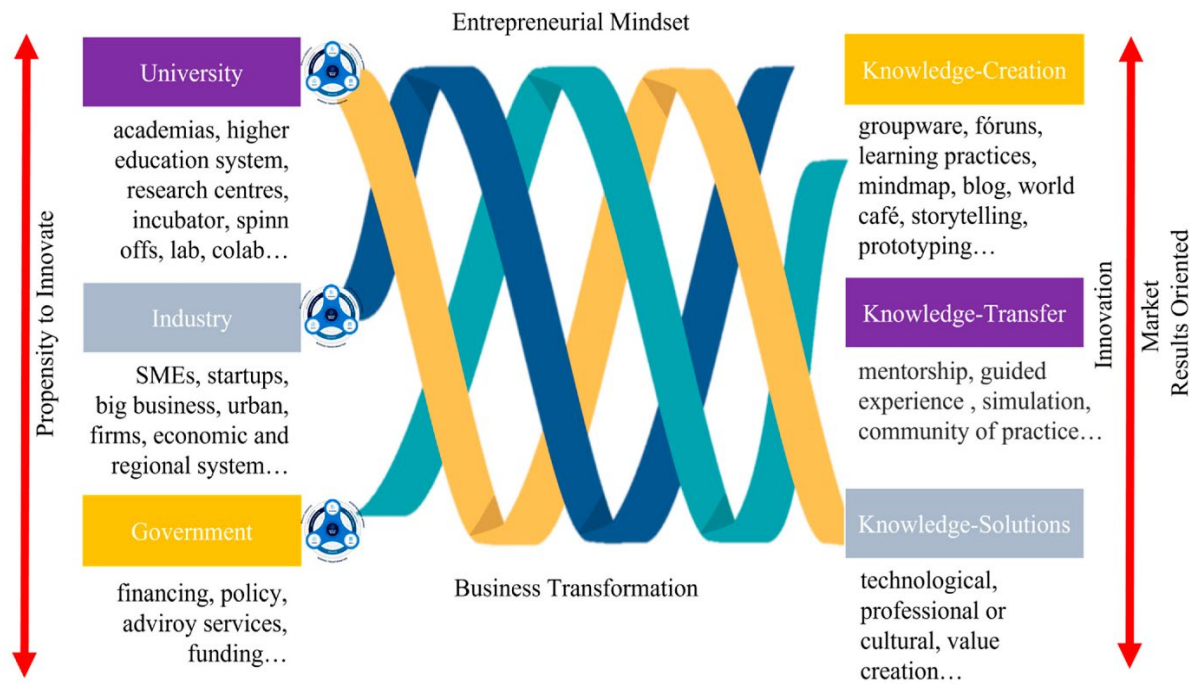 Entrepreneurial Mindset
Propensity to Innovate
University
academias, higher
education system,
research centres,
incubator, spinn
offs, lab, colab…
Industry
SMEs, startups,
big business, urban,
firms, economic and
regional system…
Government
financing, policy,
adviroy services,
funding…
Business Transformation
Knowledge-Creation
groupware, fóruns,
learning practices,
mindmap, blog, world
café, storytelling,
prototyping…
Knowledge-Transfer
mentorship, guided
experience , simulation,
community of practice…
Knowledge-Solutions
technological,
professional or
cultural, value
creation…
Innovation
Market
Results Oriented